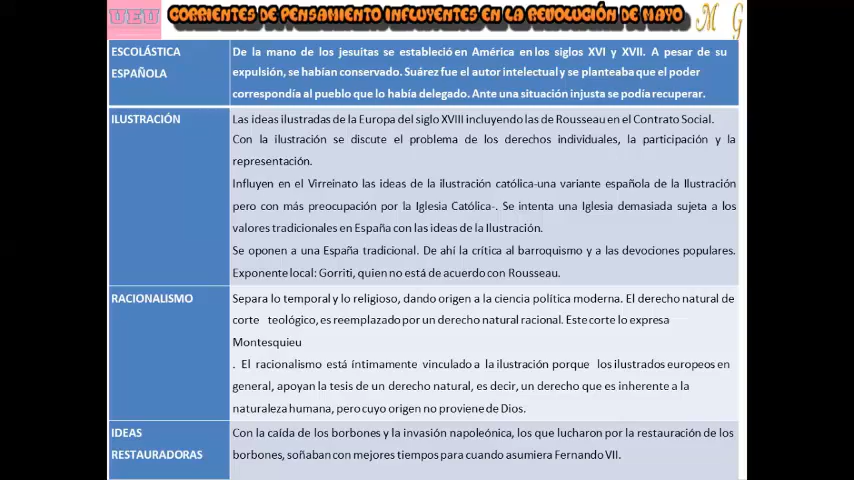 UEU
CORRIENTES DE PENSAMIENTO INFLUYENTES EN LA REVOLUCIÓN DE MAYO
M G
ESCOLÁSTICA
ESPAÑOLA
De la mano de los jesuitas se estableció en América en los siglos XVI y XVII. A pesar de su
expulsión, se habían conservado. Suárez fue el autor intelectual y se planteaba que el poder
correspondía al pueblo que lo había delegado. Ante una situación injusta se podía recuperar.
ILUSTRACIÓN
Las ideas ilustradas de la Europa del siglo XVIII incluyendo las de Rousseau en el Contrato Social.
Con la ilustración se discute el problema de los derechos individuales, la participación y la
representación.
Influyen en el Virreinato las ideas de la ilustración católica-una variante española de la Ilustración
pero con más preocupación por la Iglesia Católica-. Se intenta una Iglesia demasiada sujeta a los
valores tradicionales en España con las ideas de la Ilustración.
Se oponen a una España tradicional. De ahí la crítica al barroquismo y a las devociones populares.
Exponente local: Gorriti, quien no está de acuerdo con Rousseau.
RACIONALISMO
Separa lo temporal y lo religioso, dando origen a la ciencia política moderna. El derecho natural de
corte teológico, es reemplazado por un derecho natural racional. Este corte lo expresa
Montesquieu
. El racionalismo está íntimamente vinculado a la ilustración porque los ilustrados europeos en
general, apoyan la tesis de un derecho natural, es decir, un derecho que es inherente a la
naturaleza humana, pero cuyo origen no proviene de Dios.
IDEAS
RESTAURADORAS
Con la caída de los borbones y la invasión napoleónica, los que lucharon por la restauración de los
borbones, soñaban con mejores tiempos para cuando asumiera Fernando VII.